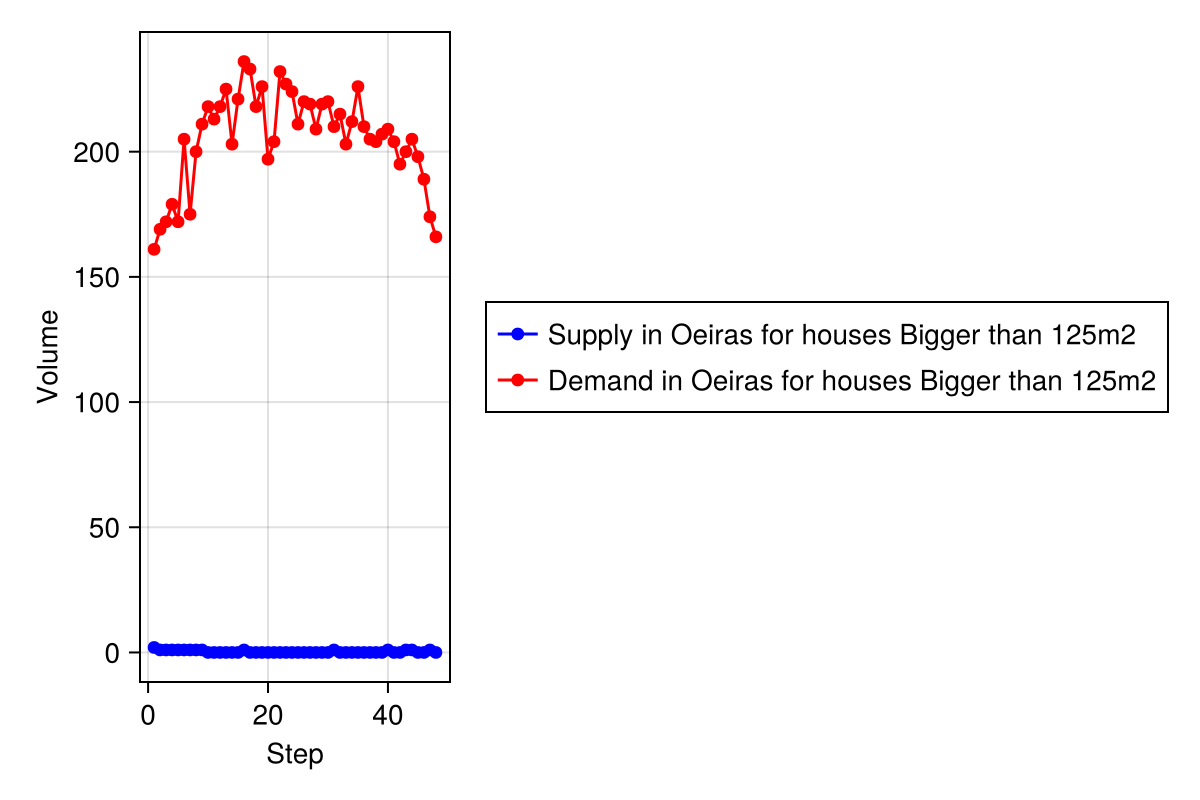 200
150
100
50
0
Volume
0 20 40
Step
Supply in Oeiras for houses Bigger than 125m2
Demand in Oeiras for houses Bigger than 125m2